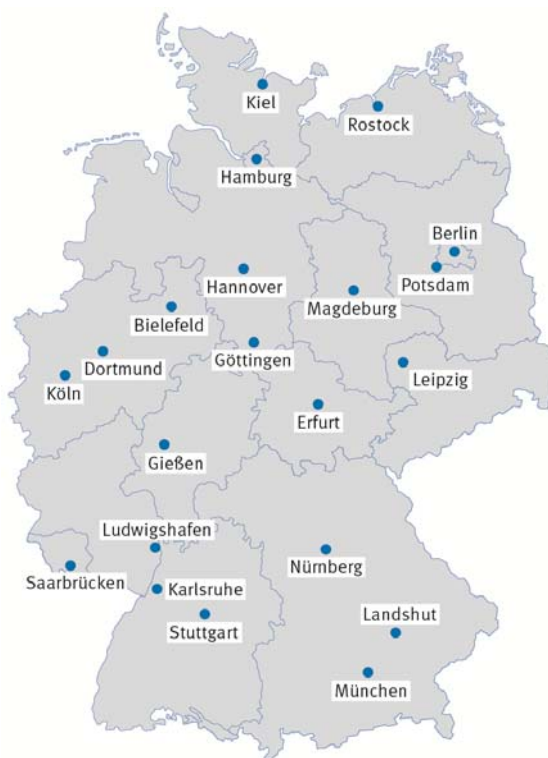 Kiel
Rostock
Hamburg
Berlin
Potsdam
Hannover
Magdeburg
Bielefeld
Göttingen
Dortmund
Köln
Leipzig
Erfurt
Gießen
Ludwigshafen
Nürnberg
Saarbrücken
Karlsruhe
Stuttgart
Landshut
München